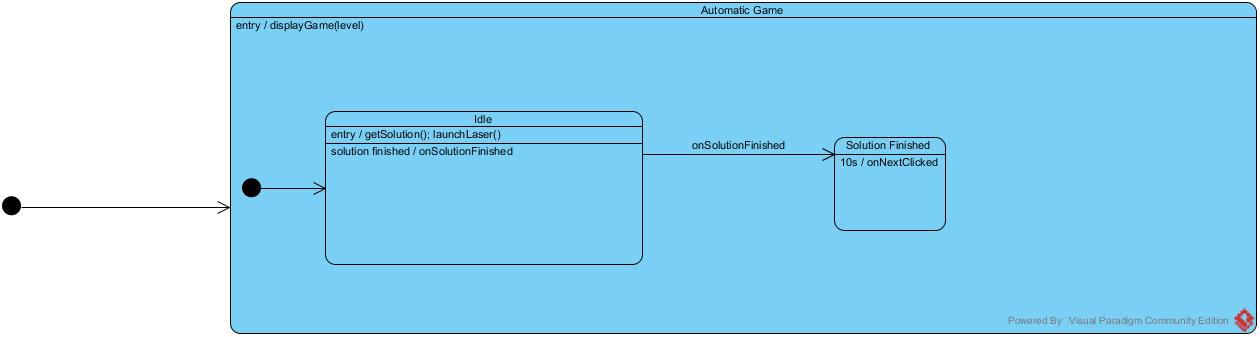 Automatic Game
entry / displayGame(level)
Idle
entry / getSolution(); launchLaser()
solution finished / onSolutionFinished
onSolutionFinished
Solution Finished
10s / onNextClicked
Powered By Visual Paradigm Community Edition